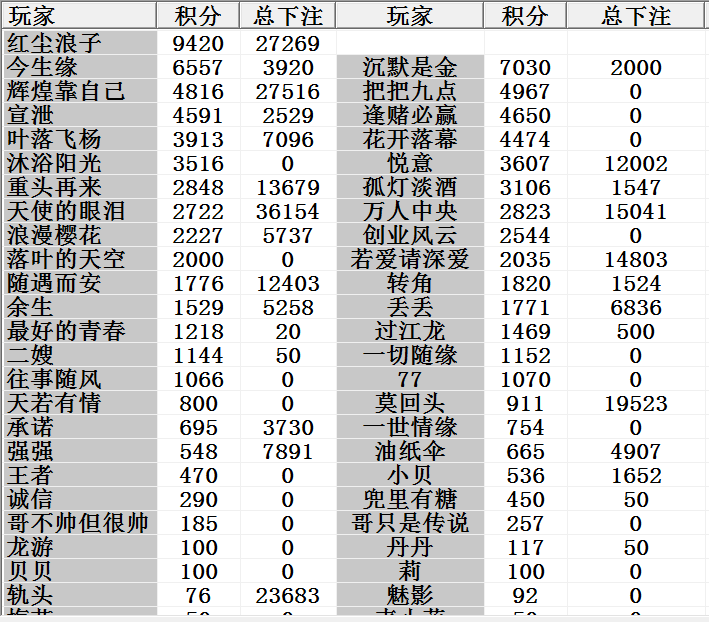 玩家 积分 总下注 玩家 积分 总下注
红尘浪子 9420 27269
今生缘 6557 3920 沉默是金 7030 2000
辉煌靠自己 4816 27516 把把九点 4967 0
宣泄 4591 2529 逢赌必赢 4650 0
叶落飞杨 3913 7096 花开落幕 4474 0
沐浴阳光 3516 0 悦意 3607 12002
重头再来 2848 13679 孤灯淡酒 3106 1547
天使的眼泪 2722 36154 万人中央 2823 15041
浪漫樱花 2227 5737 创业风云 2544 0
落叶的天空 2000 0 若爱请深爱 2035 14803
随遇而安 1776 12403 转角 1820 1524
余生 1529 5258 丢丢 1771 6836
最好的青春 1218 20 过江龙 1469 500
二嫂 1144 50 一切随缘 1152 0
往事随风 1066 0 77 1070 0
天若有情 800 0 莫回头 911 19523
承诺 695 3730 一世情缘 754 0
强强 548 7891 油纸伞 665 4907
王者 470 0 小贝 536 1652
诚信 290 0 兜里有糖 450 50
哥不帅但很帅 185 0 哥只是传说 257 0
龙游 100 0 丹丹 117 50
贝贝 100 0 莉 100 0
轨头 76 23683 魅影 92 0